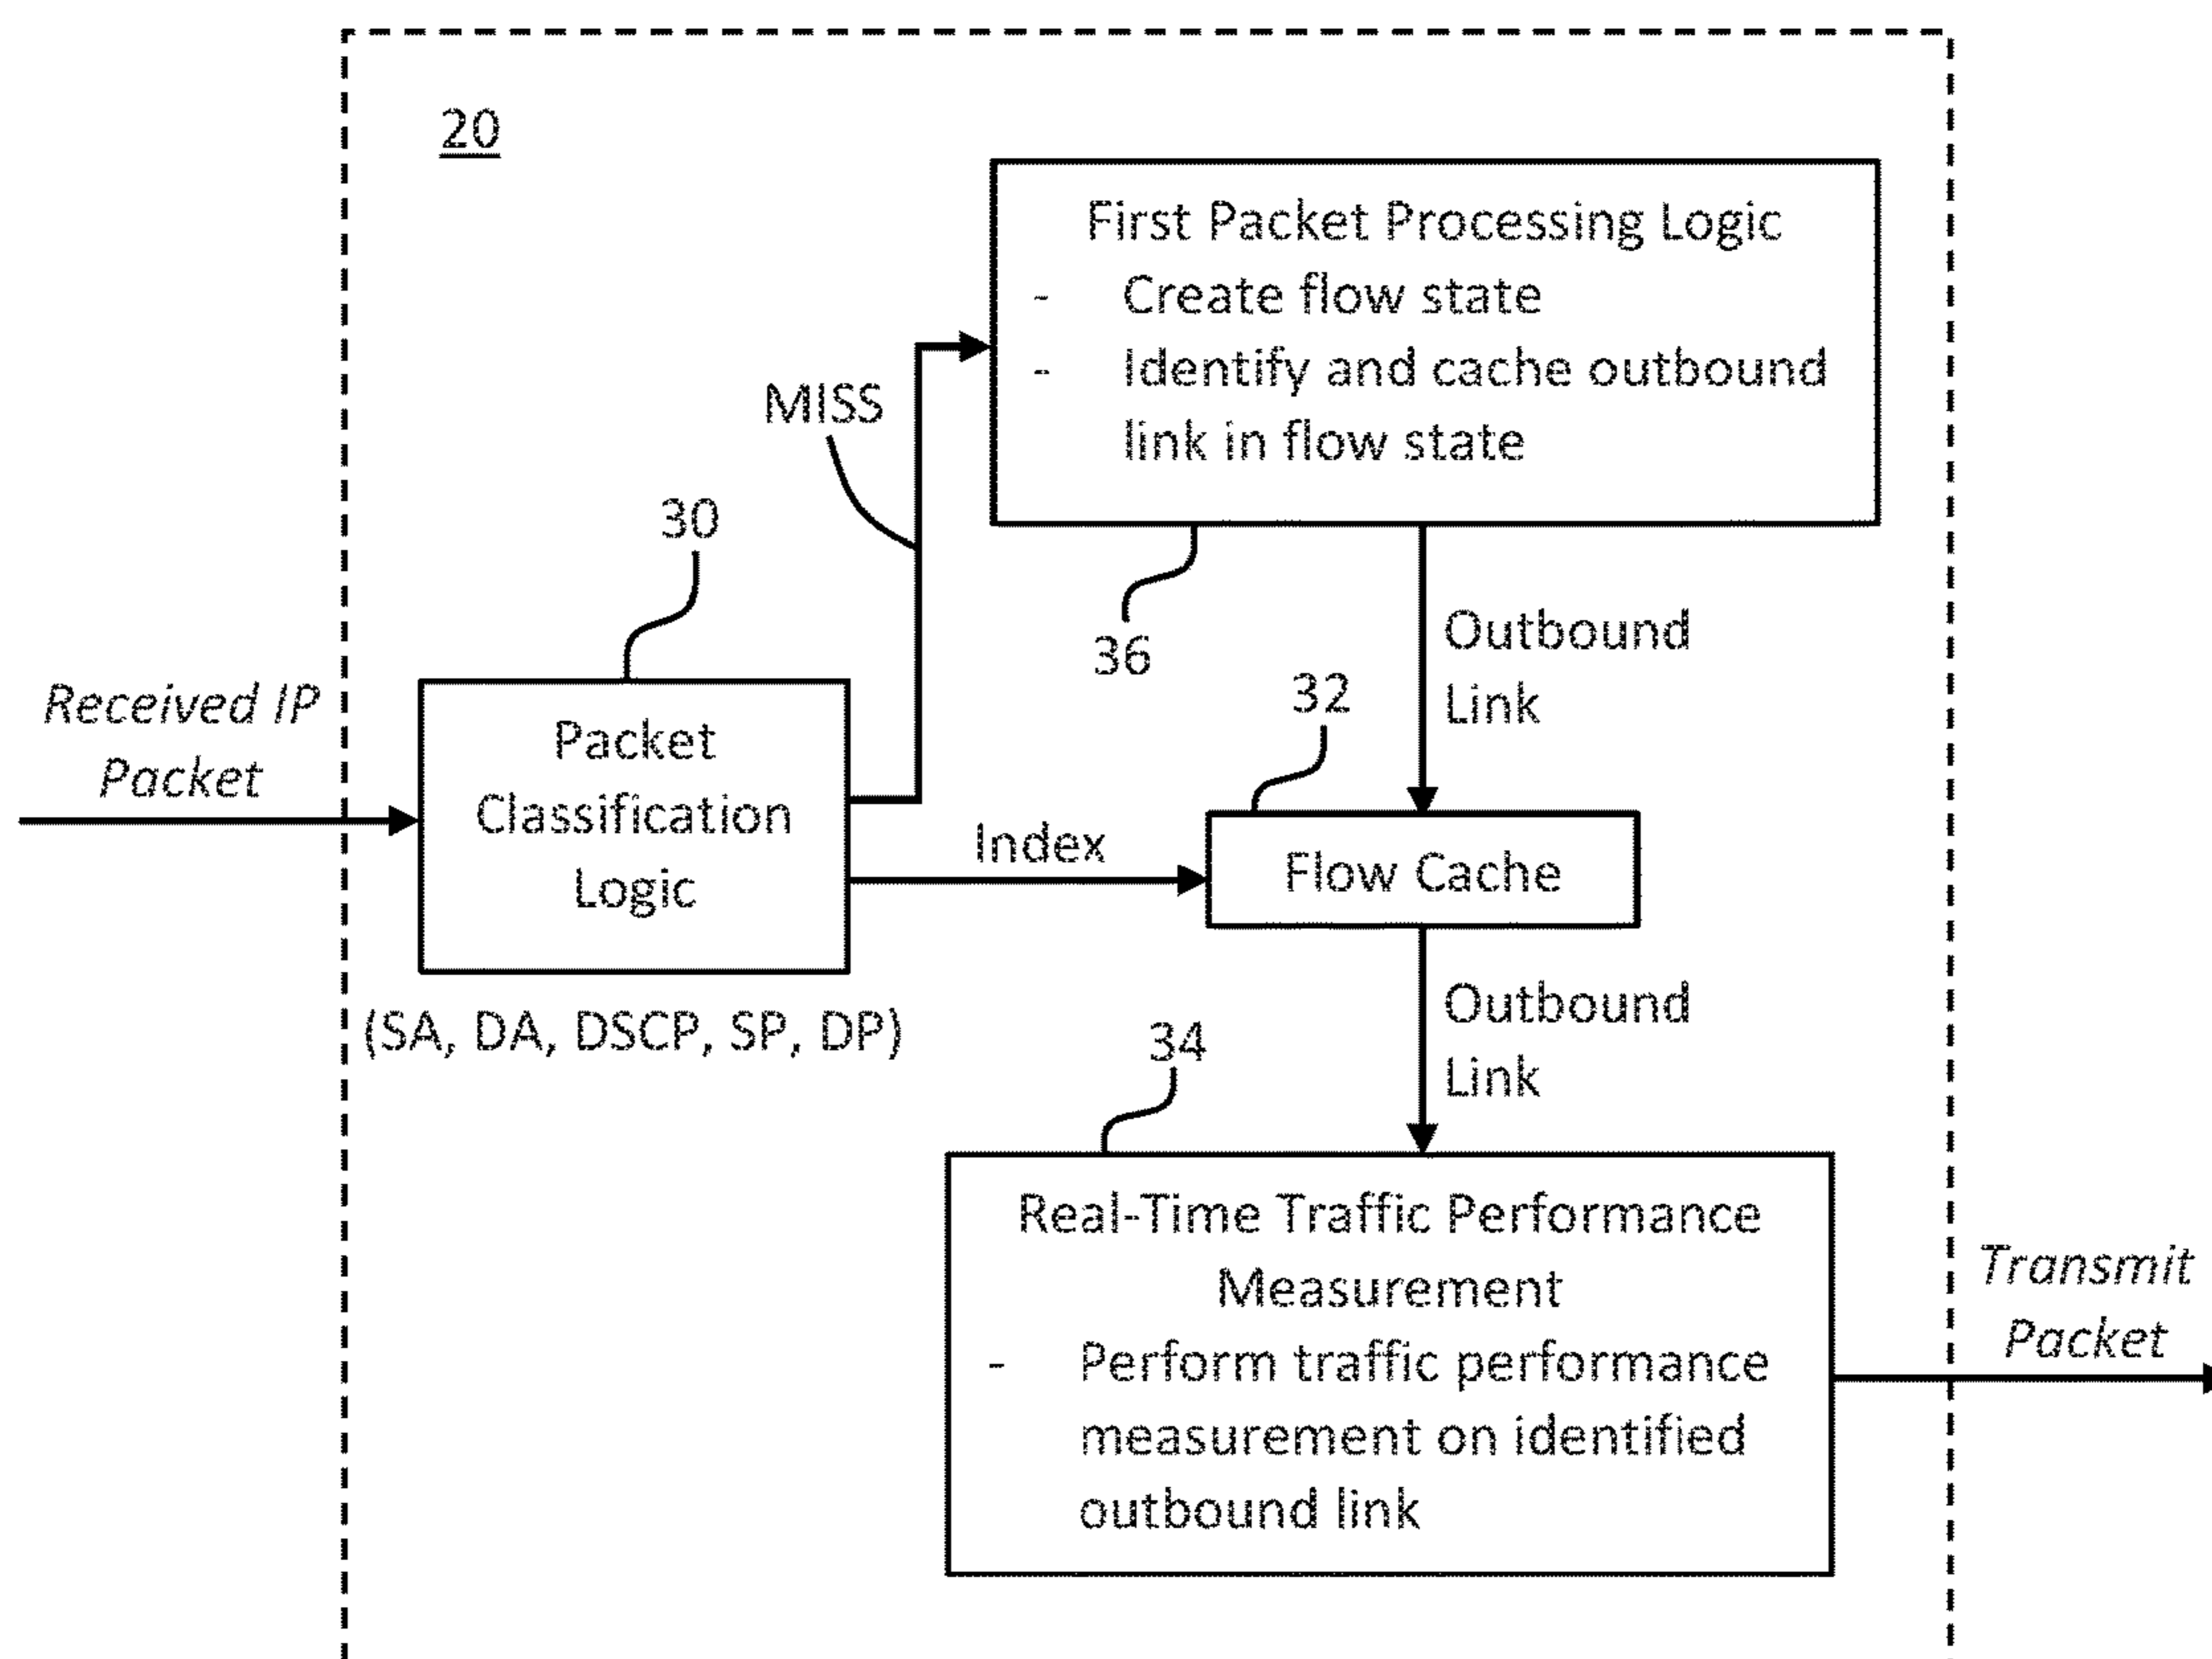 20
First Packet Processing Logic
- Create flow state
- Identify and cache outbound
link in flow state
MISS
30
36
Outbound
Link
32
Received IP
Packet
Packet
Classification
Logic
Index
Flow Cache
(SA, DA, DSCP, SP, DP)
Outbound
Link
34
Real-Time Traffic Performance
Measurement
- Perform traffic performance
measurement on identified
outbound link
Transmit
Packet